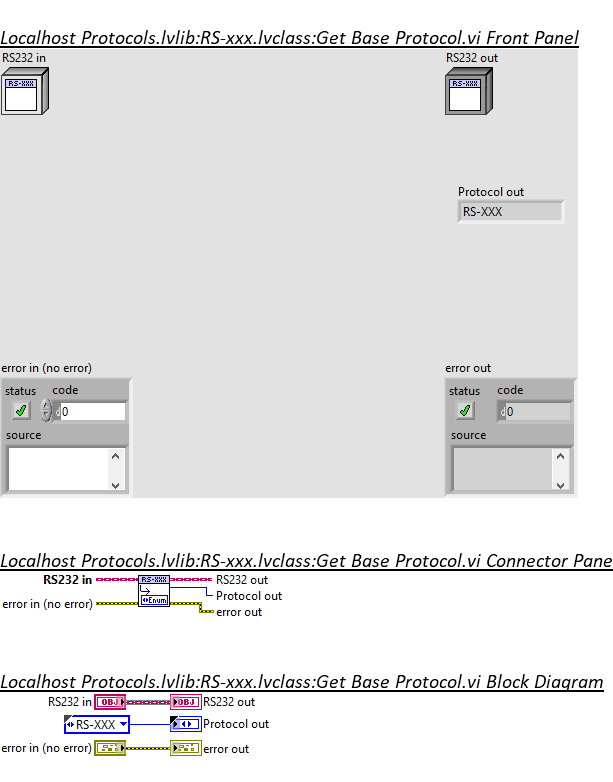 Localhost Protocols.lvlib:RS-xxx.lvclass:Get Base Protocol.vi Front Panel
RS232 in
RS232 out
RS-XXX
RS-XXX
Protocol out
RS-XXX
error in (no error)
error out
status code
status code
d 0
d 0
source
source
Localhost Protocols.lvlib:RS-xxx.lvclass:Get Base Protocol.vi Connector Pane
RS232 in RS-XXX RS232 out
Protocol out
error in (no error) Enum error out
Localhost Protocols.lvlib:RS-xxx.lvclass:Get Base Protocol.vi Block Diagram
RS232 in OBJ OBJ RS232 out
RS-XXX Protocol out
error in (no error) error out